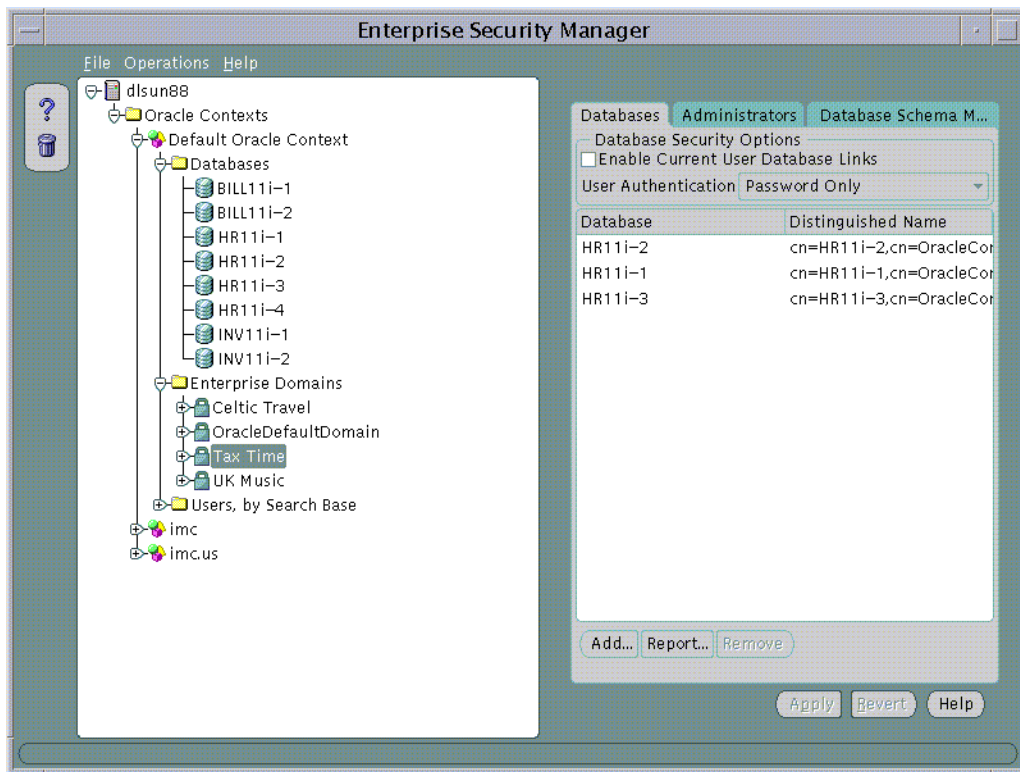 Enterprise Security Manager
File Operations Help
dlsun88
Oracle Contexts
Default Oracle Context
Databases
BILL11i-1
BILL11i-2
HR11i-1
HR11i-2
HR11i-3
HR11i-4
INV11i-1
INV11i-2
Enterprise Domains
Celtic Travel
OracleDefaultDomain
Tax Time
UK Music
Users, by Search Base
imc
imc.us
Databases Administrators Database Schema M...
Database Security Options
Enable Current User Database Links
User Authentication Password Only
Database Distinguished Name
HR11i-2 cn=HR11i-2,cn=OracleCor
HR11i-1 cn=HR11i-1,cn=OracleCor
HR11i-3 cn=HR11i-3,cn=OracleCor
Add... Report... Remove
Apply Revert Help
?